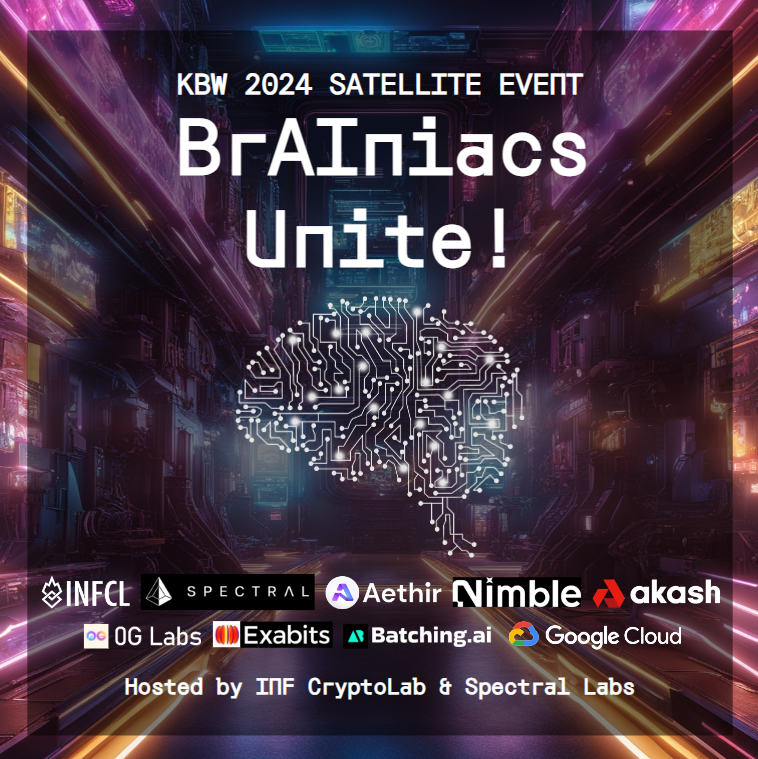 KBW 2024 SATELLITE EVENT
BrAIniacs
Unite!
INFCL SPECTRAL Aethir Nimble akash
0G Labs Exabits Batching.ai Google Cloud
Hosted by INF CryptoLab & Spectral Labs